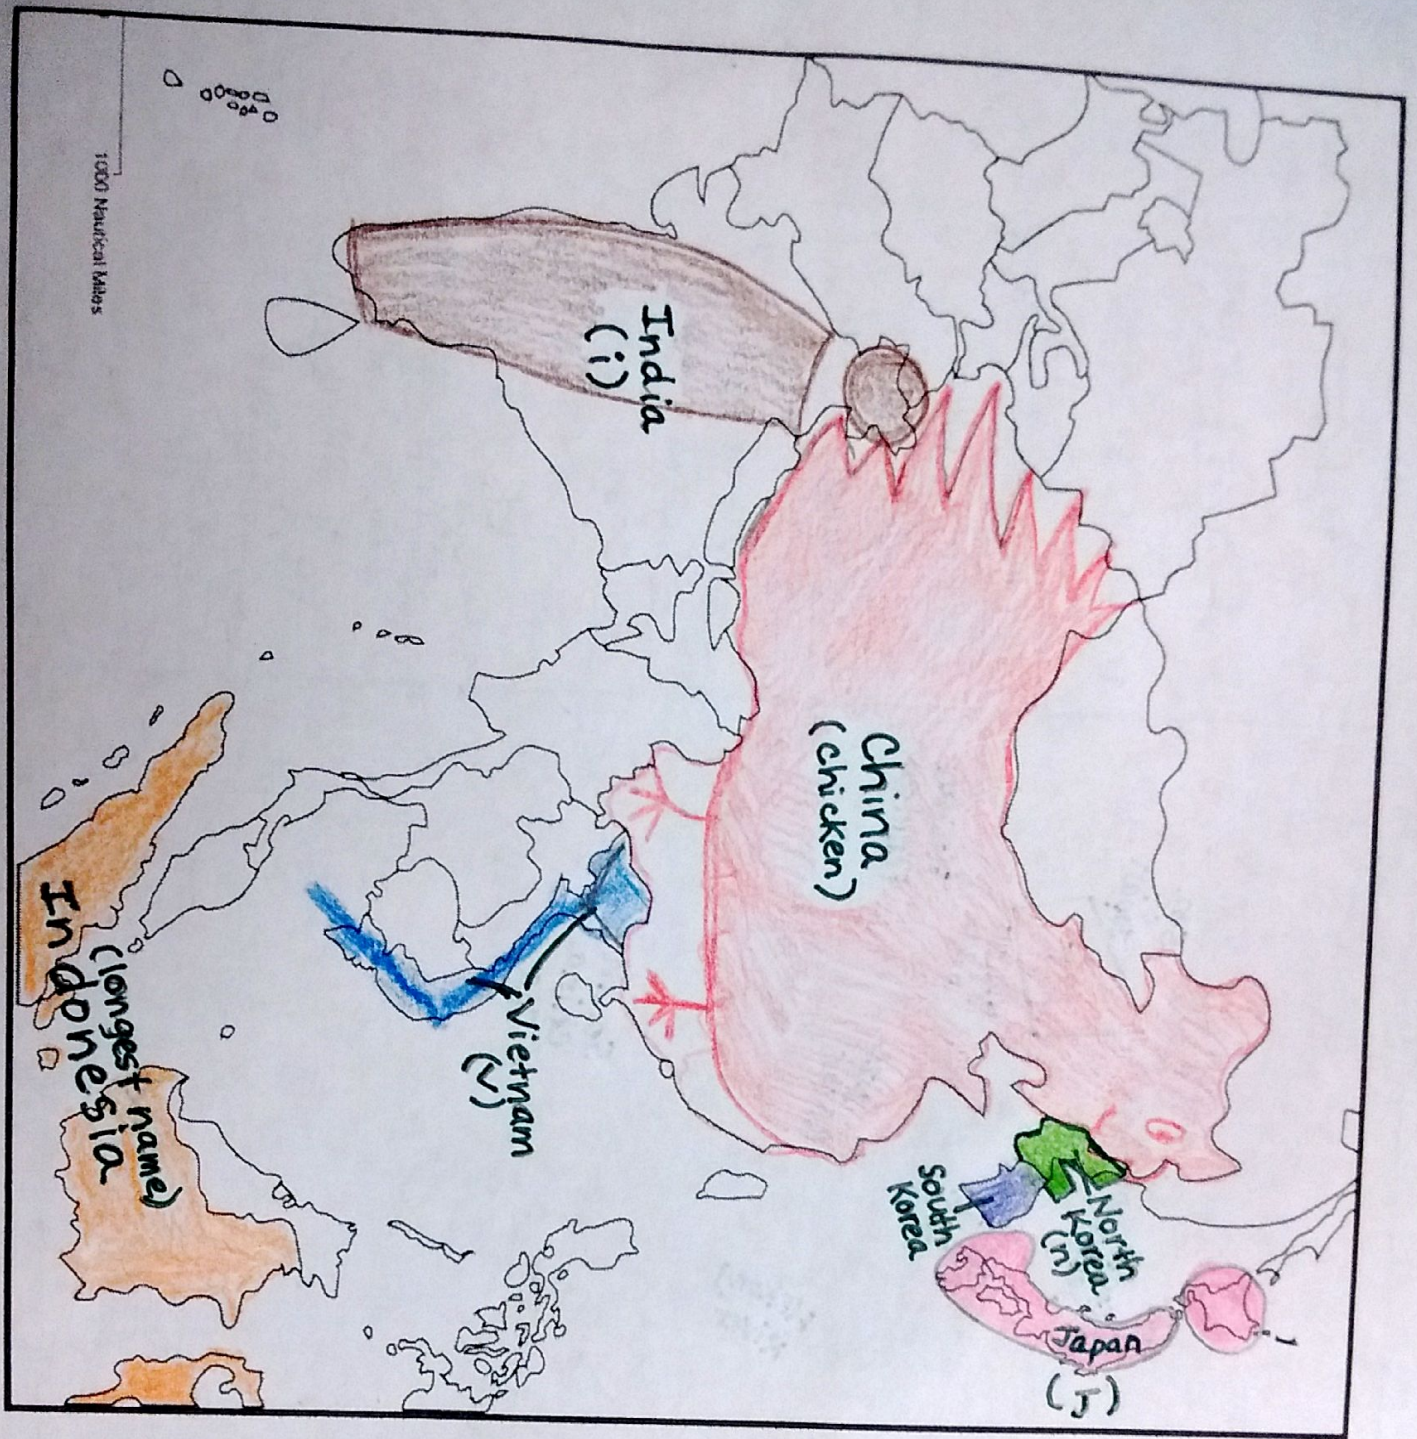 India
(i)
China
(chicken)
North
Korea
(n)
South
Korea
Japan
(J)
Vietnam
(v)
Indonesia
(longest name)
1000 Nautical Miles